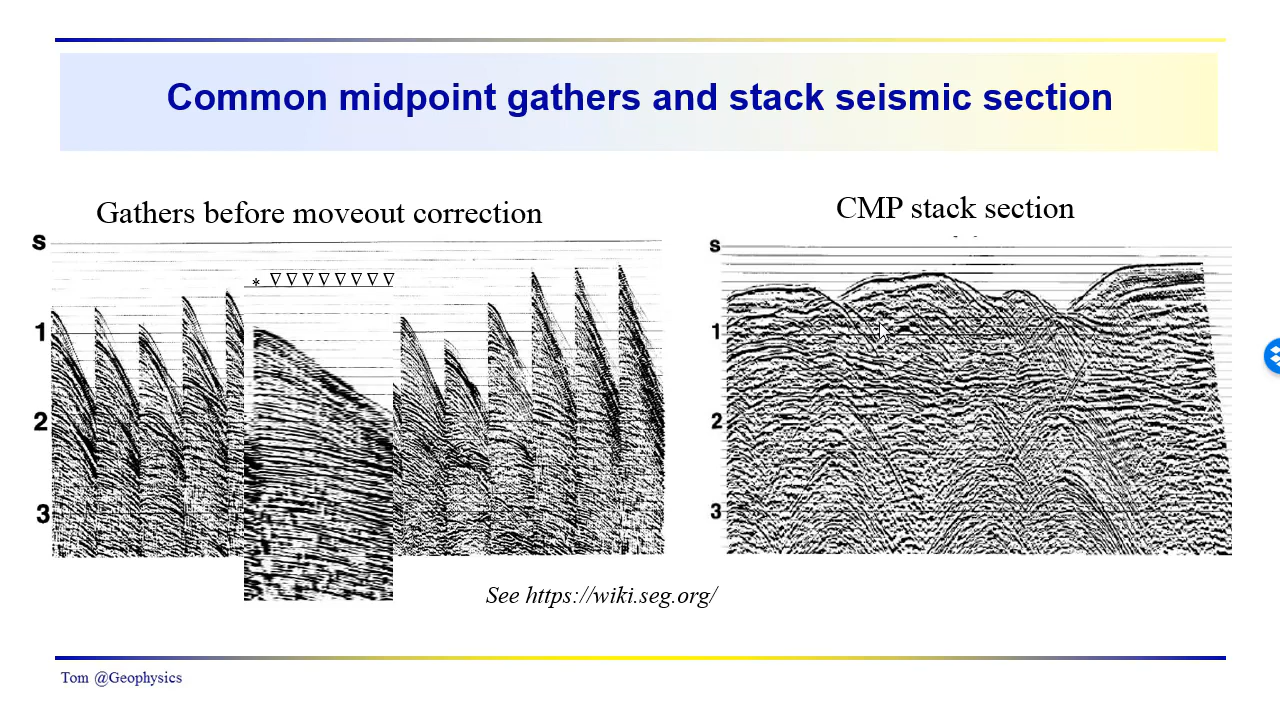 Common midpoint gathers and stack seismic section
Gathers before moveout correction
CMP stack section
s
1
2
3
s
1
2
3
See https://wiki.seg.org/
Tom @Geophysics